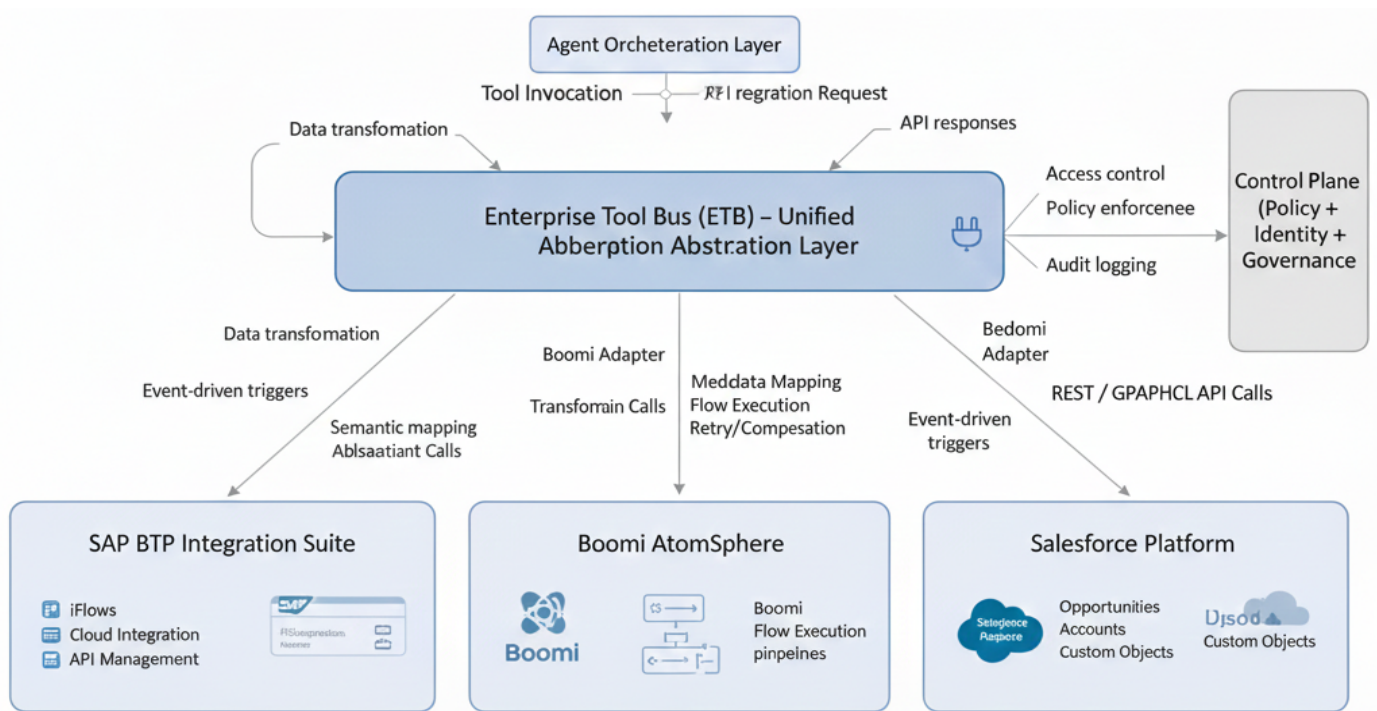 Agent Orcheteration Layer
Tool Invocation
regration Request
Data transfomation
API responses
Enterprise Tool Bus (ETB) – Unified
Abberption Abstration Layer
Access control
Policy enforcenee
Audit logging
Control Plane
(Policy +
Identity +
Governance
Data transfomation
Event-driven triggers
Semantic mapping
Ablsaatiant Calls
Boomi Adapter
Transfomain Calls
Meddata Mapping
Flow Execution
Retry/Compesation
Bedomi
Adapter
REST / GPAPHCL API Calls
Event-driven
triggers
SAP BTP Integration Suite
iFlows
Cloud Integration
API Management
Boomi AtomSphere
Boomi
Boomi
Flow Execution
pinpelnes
Salesforce Platform
Opportunities
Accounts
Custom Objects
Custom Objects